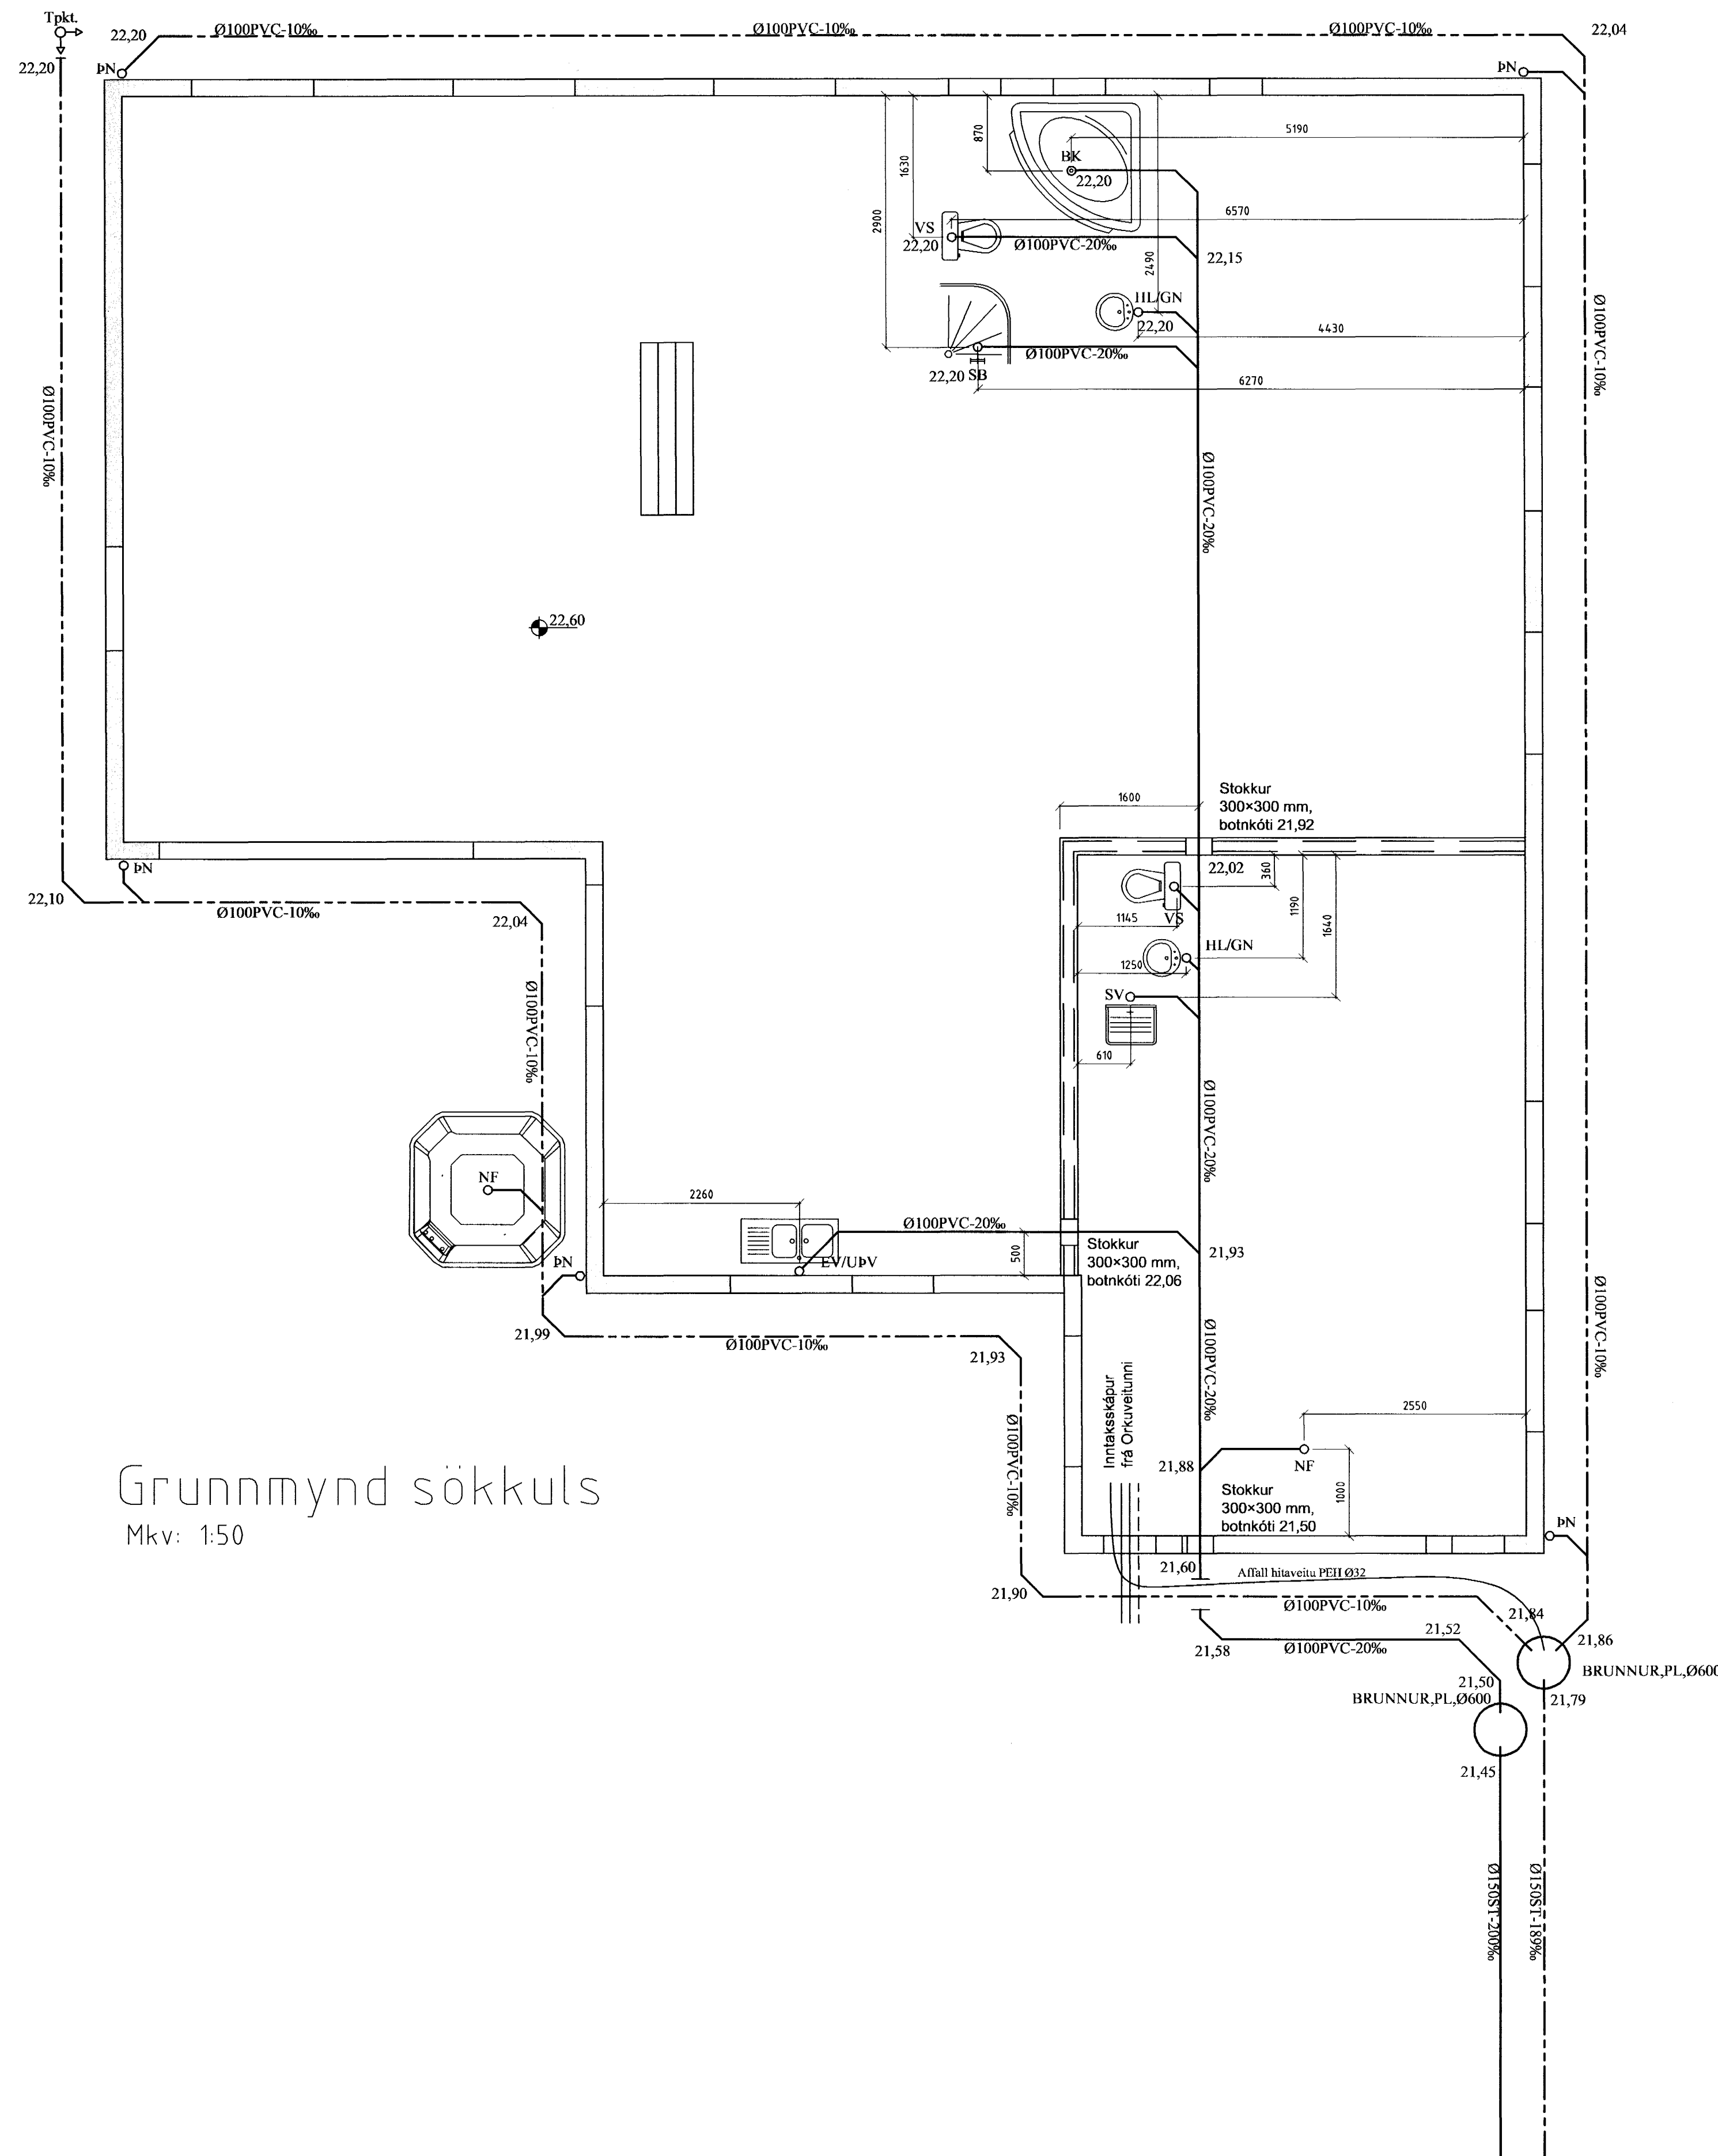 Tpkt.
22,20
Ø100PVC-10‰
Ø100PVC-10‰
Ø100PVC-10‰
22,04
22,20
ÞN
ÞN
870
5190
1630
BK
22,20
2900
6570
VS
22,20
Ø100PVC-20‰
22,15
2490
HL/GN
22,20
4430
Ø100PVC-10‰
Ø100PVC-20‰
22,20 SB
6270
Ø100PVC-10‰
Ø100PVC-20‰
22,60
1600
Stokkur
300×300 mm,
botnkóti 21,92
ÞN
22,10
Ø100PVC-10‰
22,04
22,02
360
1190
1640
1145
VS
HL/GN
1250
SV
610
Ø100PVC-10‰
Ø100PVC-20‰
NF
2260
Ø100PVC-20‰
500
EV/UÞV
Stokkur
300×300 mm,
botnkóti 22,06
21,93
ÞN
21,99
Ø100PVC-10‰
21,93
Ø100PVC-20‰
Ø100PVC-10‰
Inntaksskápur
frá Orkuveitunni
2550
Ø100PVC-10‰
21,88
NF
1000
Stokkur
300×300 mm,
botnkóti 21,50
Grunnmynd sökkuls
Mkv: 1:50
ÞN
21,60
Affall hitaveitu PEH Ø32
21,90
Ø100PVC-10‰
21,84
21,58
Ø100PVC-20‰
21,52
21,86
BRUNNUR,PL,Ø600
21,50
BRUNNUR,PL,Ø600
21,79
21,45
Ø150ST-200‰
Ø150ST-189‰